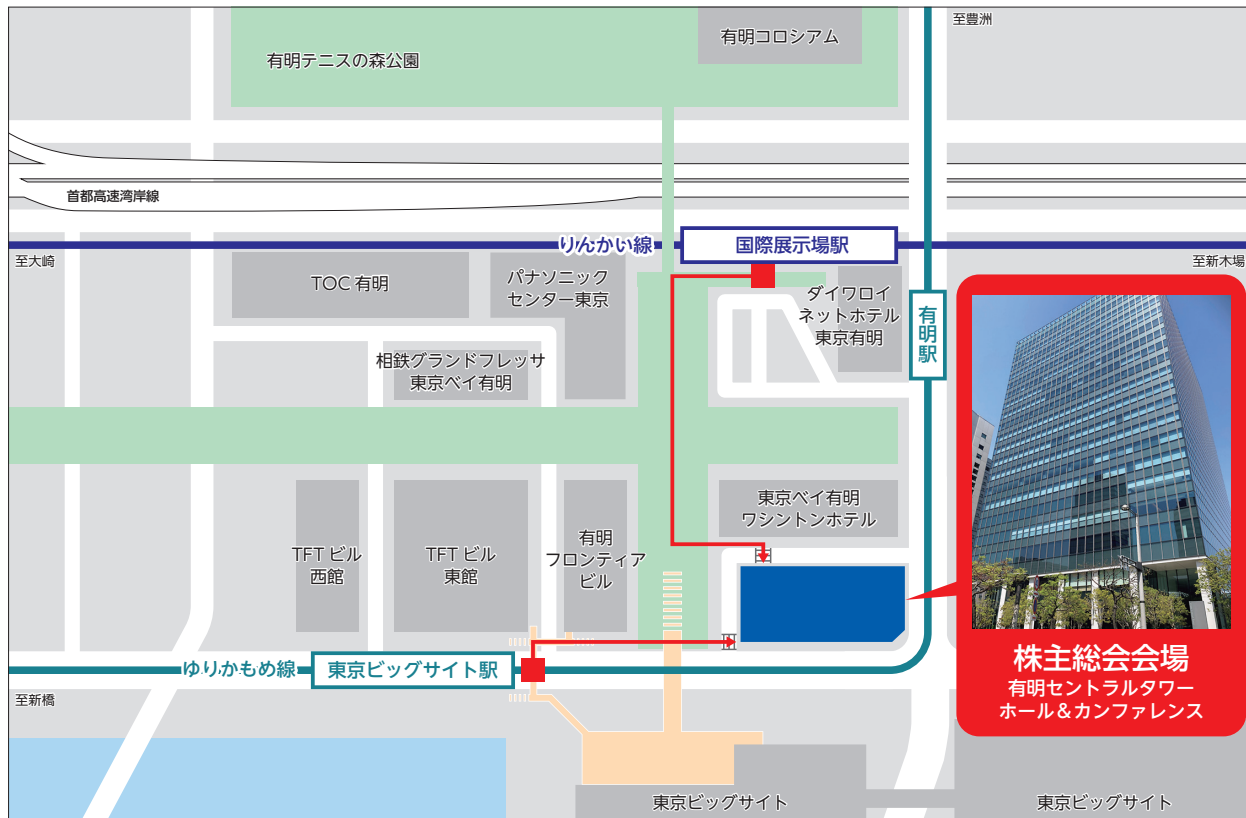 至豊洲
有明コロシアム
有明テニスの森公園
首都高速湾岸線
りんかい線
国際展示場駅
至大崎
至新木場
TOC 有明
パナソニック
センター東京
ダイワロイ
ネットホテル
東京有明
有明駅
相鉄グランドフレッサ
東京ベイ有明
東京ベイ有明
ワシントンホテル
TFT ビル
西館
TFT ビル
東館
有明
フロンティア
ビル
株主総会会場
有明セントラルタワー
ホール＆カンファレンス
ゆりかもめ線
東京ビッグサイト駅
至新橋
東京ビッグサイト
東京ビッグサイト